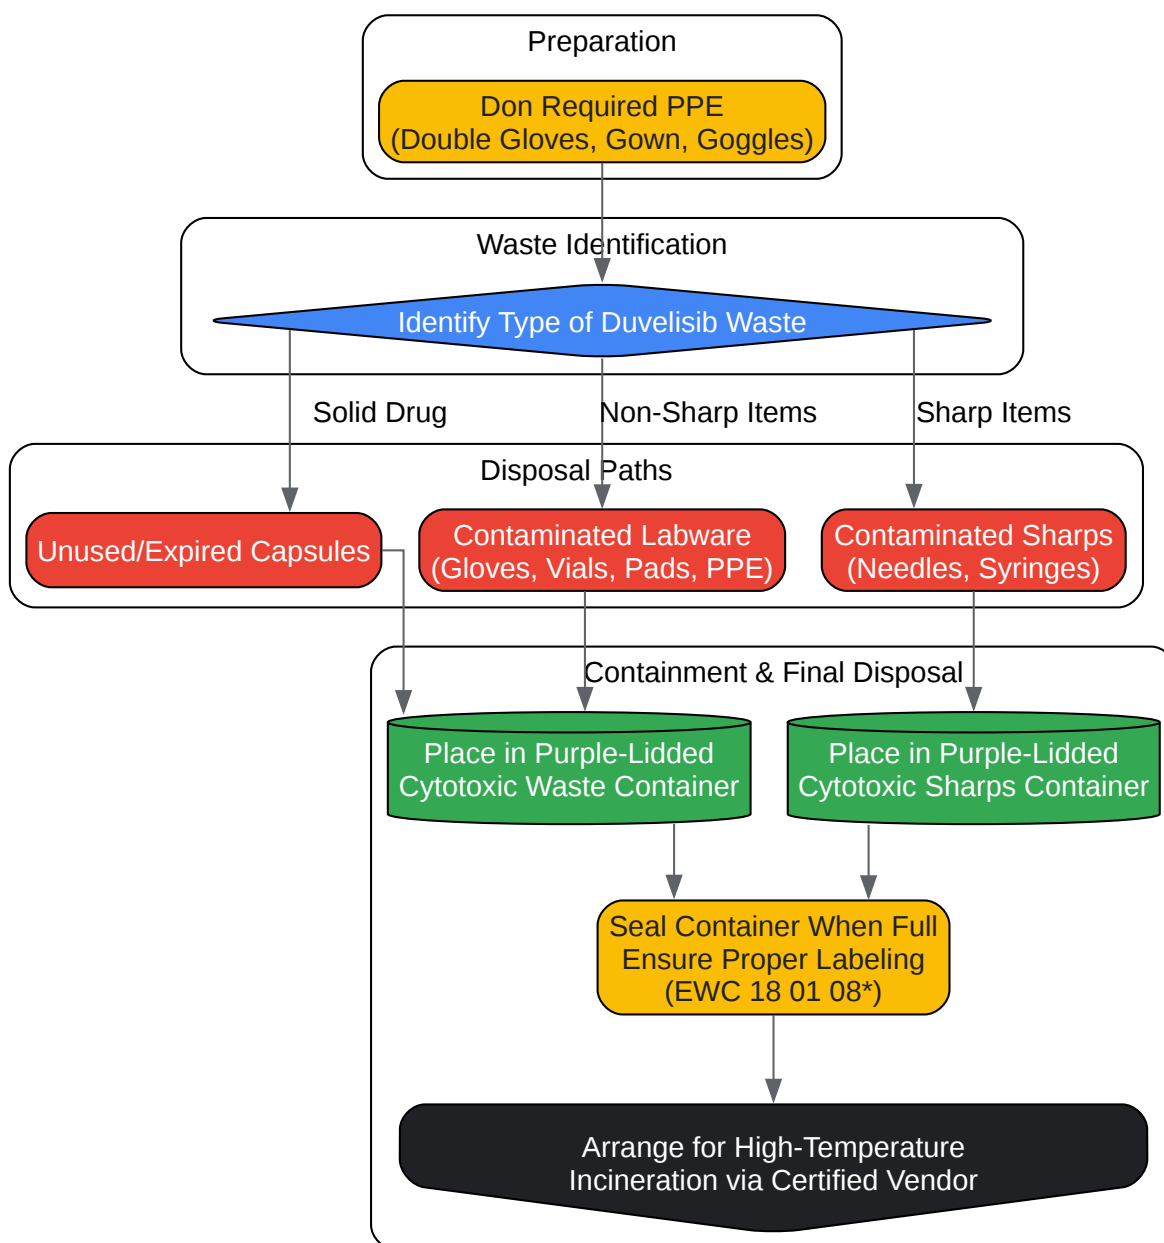 Preparation
Don Required PPE
(Double Gloves, Gown, Goggles)
Waste Identification
Identify Type of Duvelisib Waste
Solid Drug
Non-Sharp Items
Sharp Items
Disposal Paths
Unused/Expired Capsules
Contaminated Labware
(Gloves, Vials, Pads, PPE)
Contaminated Sharps
(Needles, Syringes)
Containment & Final Disposal
Place in Purple-Lidded
Cytotoxic Waste Container
Place in Purple-Lidded
Cytotoxic Sharps Container
Seal Container When Full
Ensure Proper Labeling
(EWC 18 01 08*)
Arrange for High-Temperature
Incineration via Certified Vendor